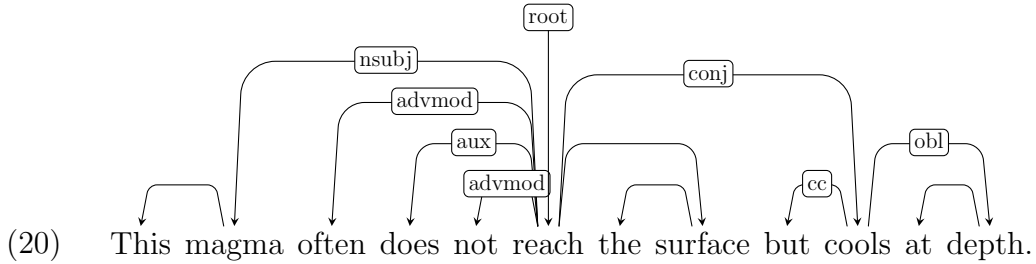 root
nsubj
conj
advmod
aux
obl
advmod
cc
(20) This magma often does not reach the surface but cools at depth.